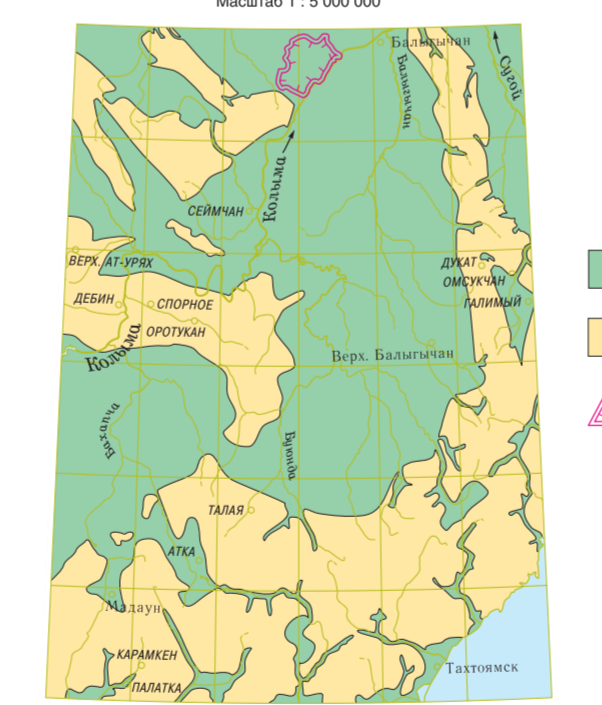 Масштаб 1 : 5 000 000
Балыгычан
Сугой
Балыгычан
Колыма
СЕЙМЧАН
ВЕРХ. АТ-УРЯХ
ДУКАТ
ОМСУКЧАН
ДЕБИН
СПОРНОЕ
ГАЛИМЫЙ
ОРОТУКАН
Колыма
Верх. Балыгычан
Бахапча
Буюнда
ТАЛАЯ
АТКА
Мадаун
КАРАМКЕН
Тахтоямск
ПАЛАТКА